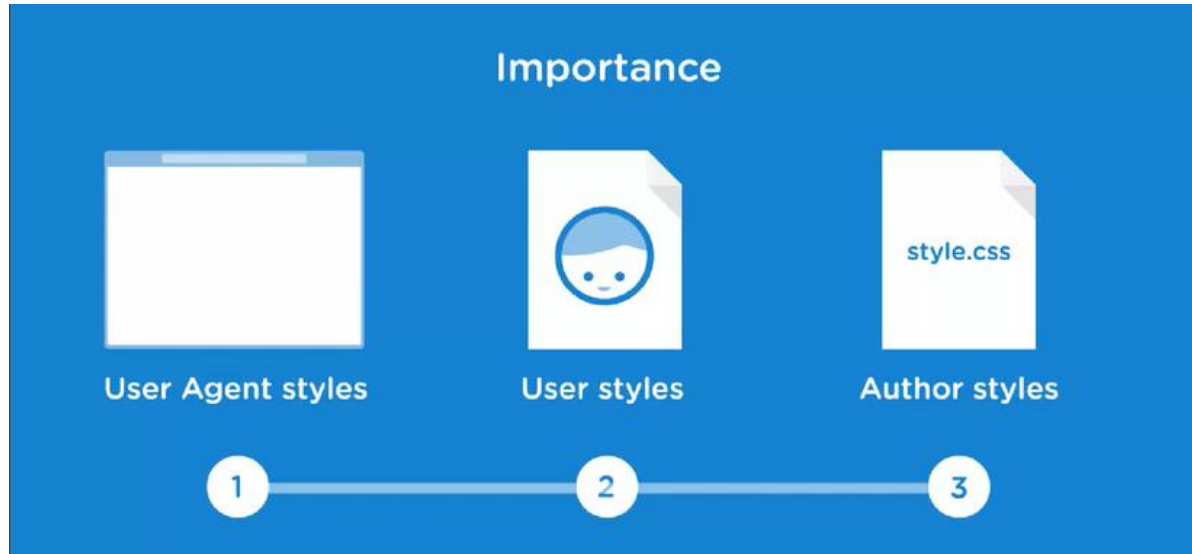 Importance
style.css
User Agent styles
User styles
Author styles
1
2
3